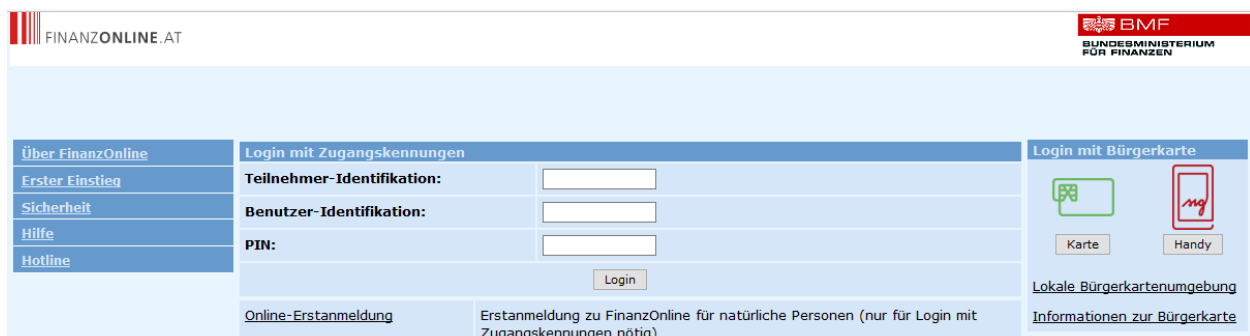 FINANZONLINE.AT
BMF
BUNDESMINISTERIUM
FÜR FINANZEN
Über FinanzOnline
Erster Einstieg
Sicherheit
Hilfe
Hotline
Login mit Zugangskennungen
Teilnehmer-Identifikation:
Benutzer-Identifikation:
PIN:
Login
Online-Erstanmeldung
Erstanmeldung zu FinanzOnline für natürliche Personen (nur für Login mit
Zugangskennungen nötig)
Login mit Bürgerkarte
Karte
Handy
Lokale Bürgerkartenumgebung
Informationen zur Bürgerkarte